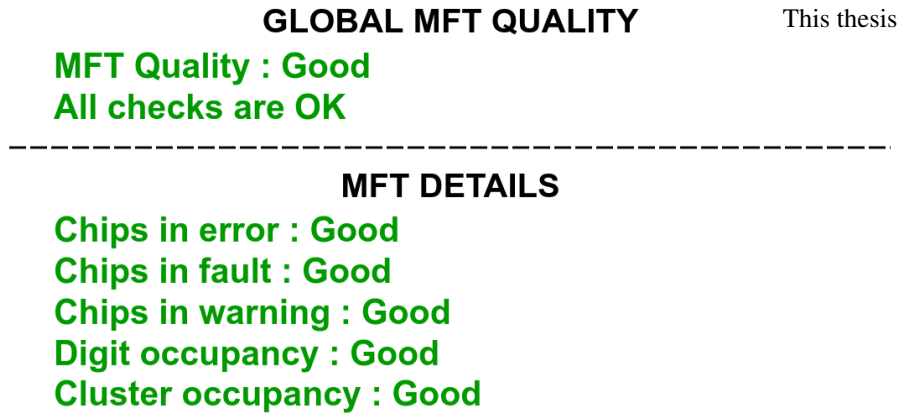 GLOBAL MFT QUALITY
This thesis
MFT Quality : Good
All checks are OK
MFT DETAILS
Chips in error : Good
Chips in fault : Good
Chips in warning : Good
Digit occupancy : Good
Cluster occupancy : Good